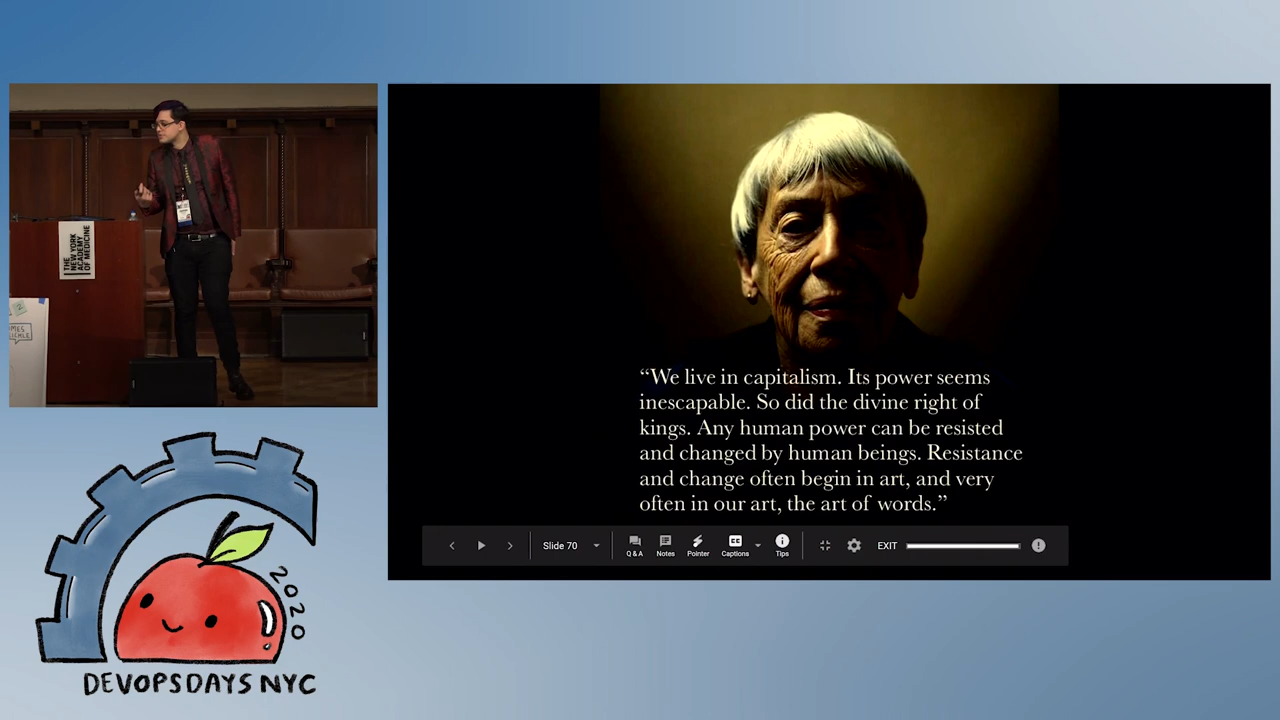 THE
NEW YORK
ACADEMY
OF MEDICINE
“We live in capitalism. Its power seems
inescapable. So did the divine right of
kings. Any human power can be resisted
and changed by human beings. Resistance
and change often begin in art, and very
often in our art, the art of words.”
Slide 70
Q & A
Notes
Pointer
Captions
Tips
EXIT
2020
DEVOPSDAYS NYC